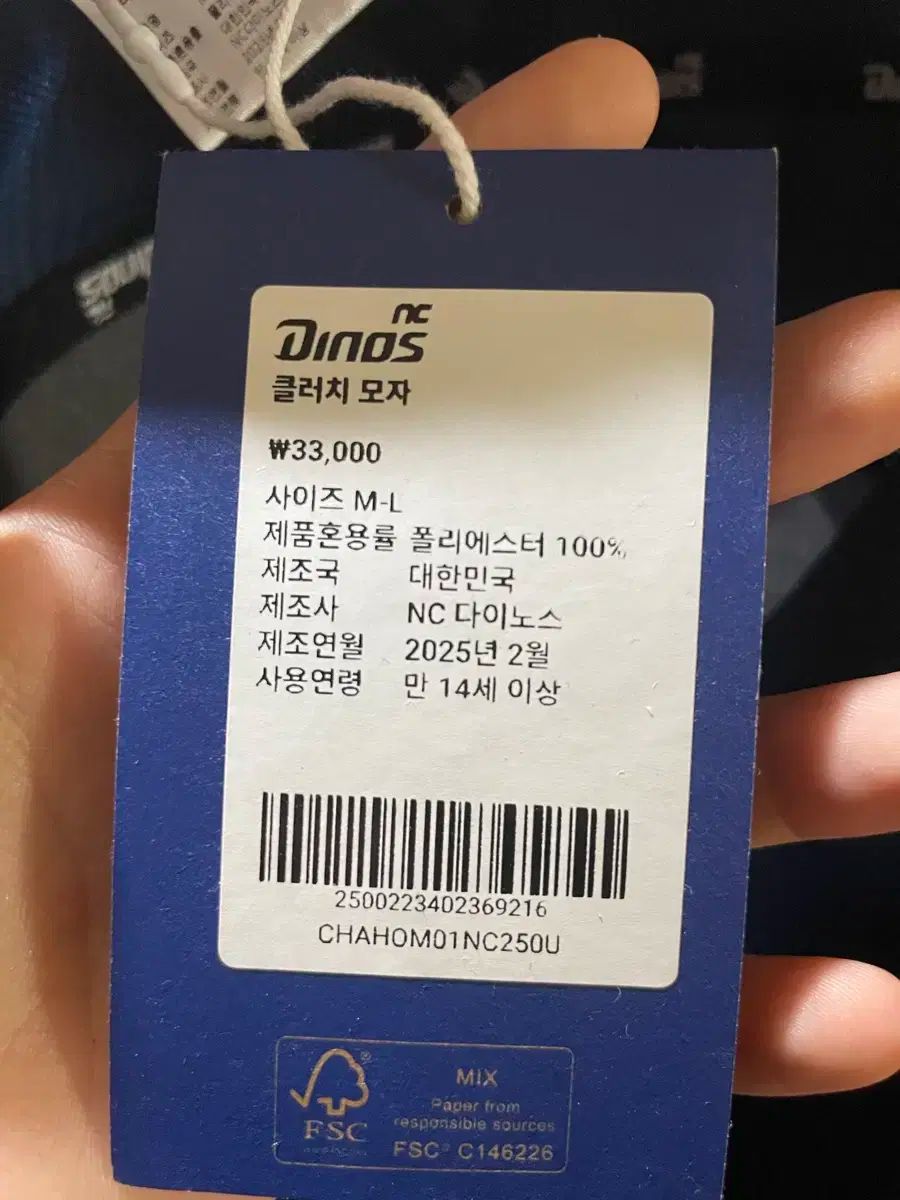 NC
Dinos
클러치 모자
₩33,000
사이즈 M-L
제품혼용률 폴리에스터 100%
제조국 대한민국
제조사 NC 다이노스
제조연월 2025년 2월
사용연령 만 14세 이상
2500223402369216
CHAHOM01NC250U
FSC®
MIX
Paper from
responsible sources
FSC® C146226